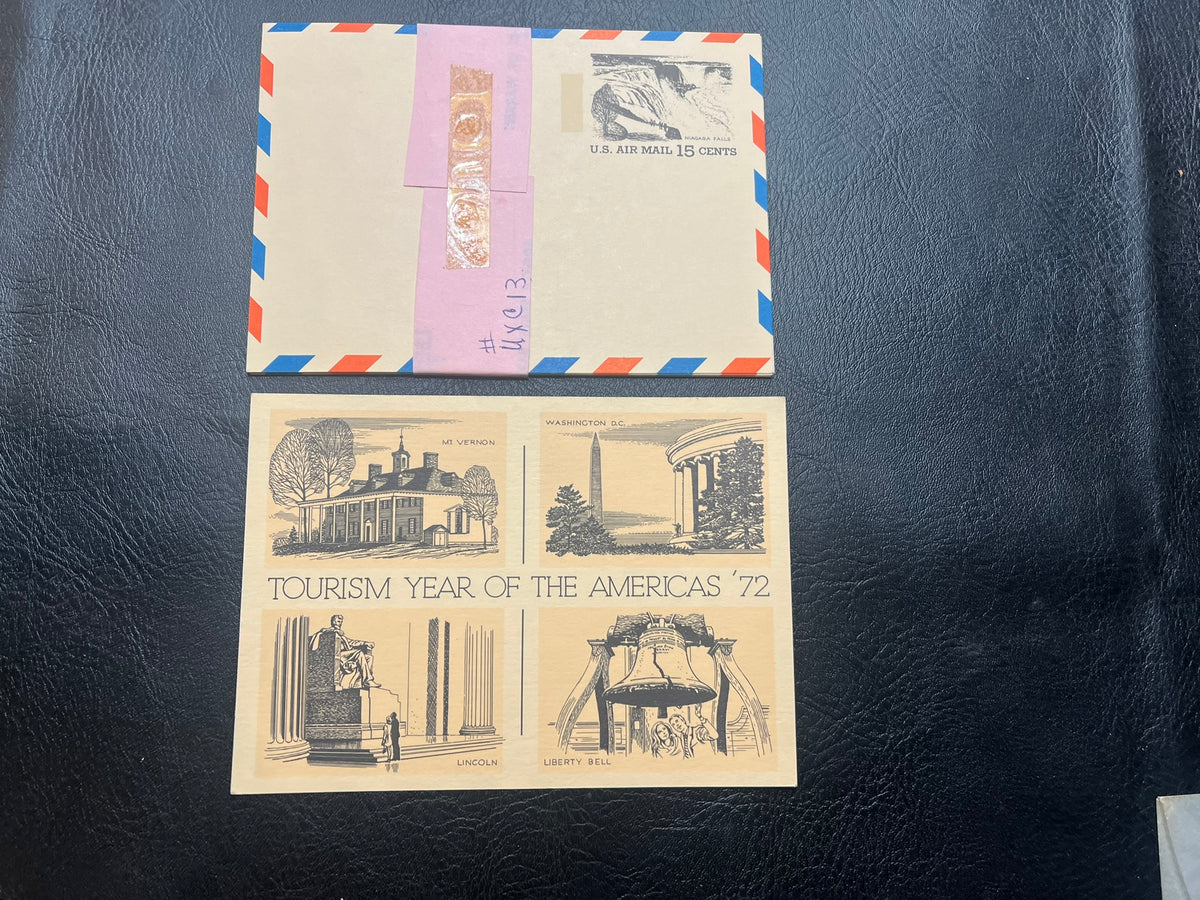 NIAGARA FALLS
U.S. AIR MAIL 15 CENTS
#
UXC13
MT. VERNON
WASHINGTON D.C.
TOURISM YEAR OF THE AMERICAS '72
LINCOLN
LIBERTY BELL